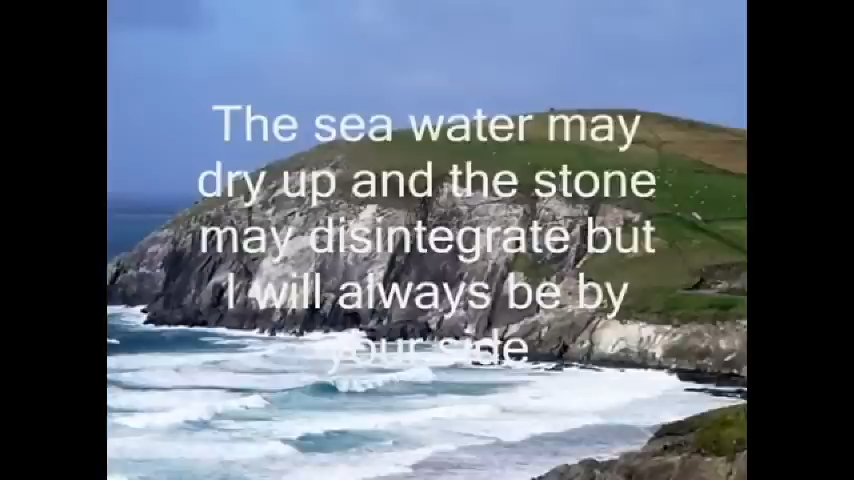 The sea water may
dry up and the stone
may disintegrate but
I will always be by
your side